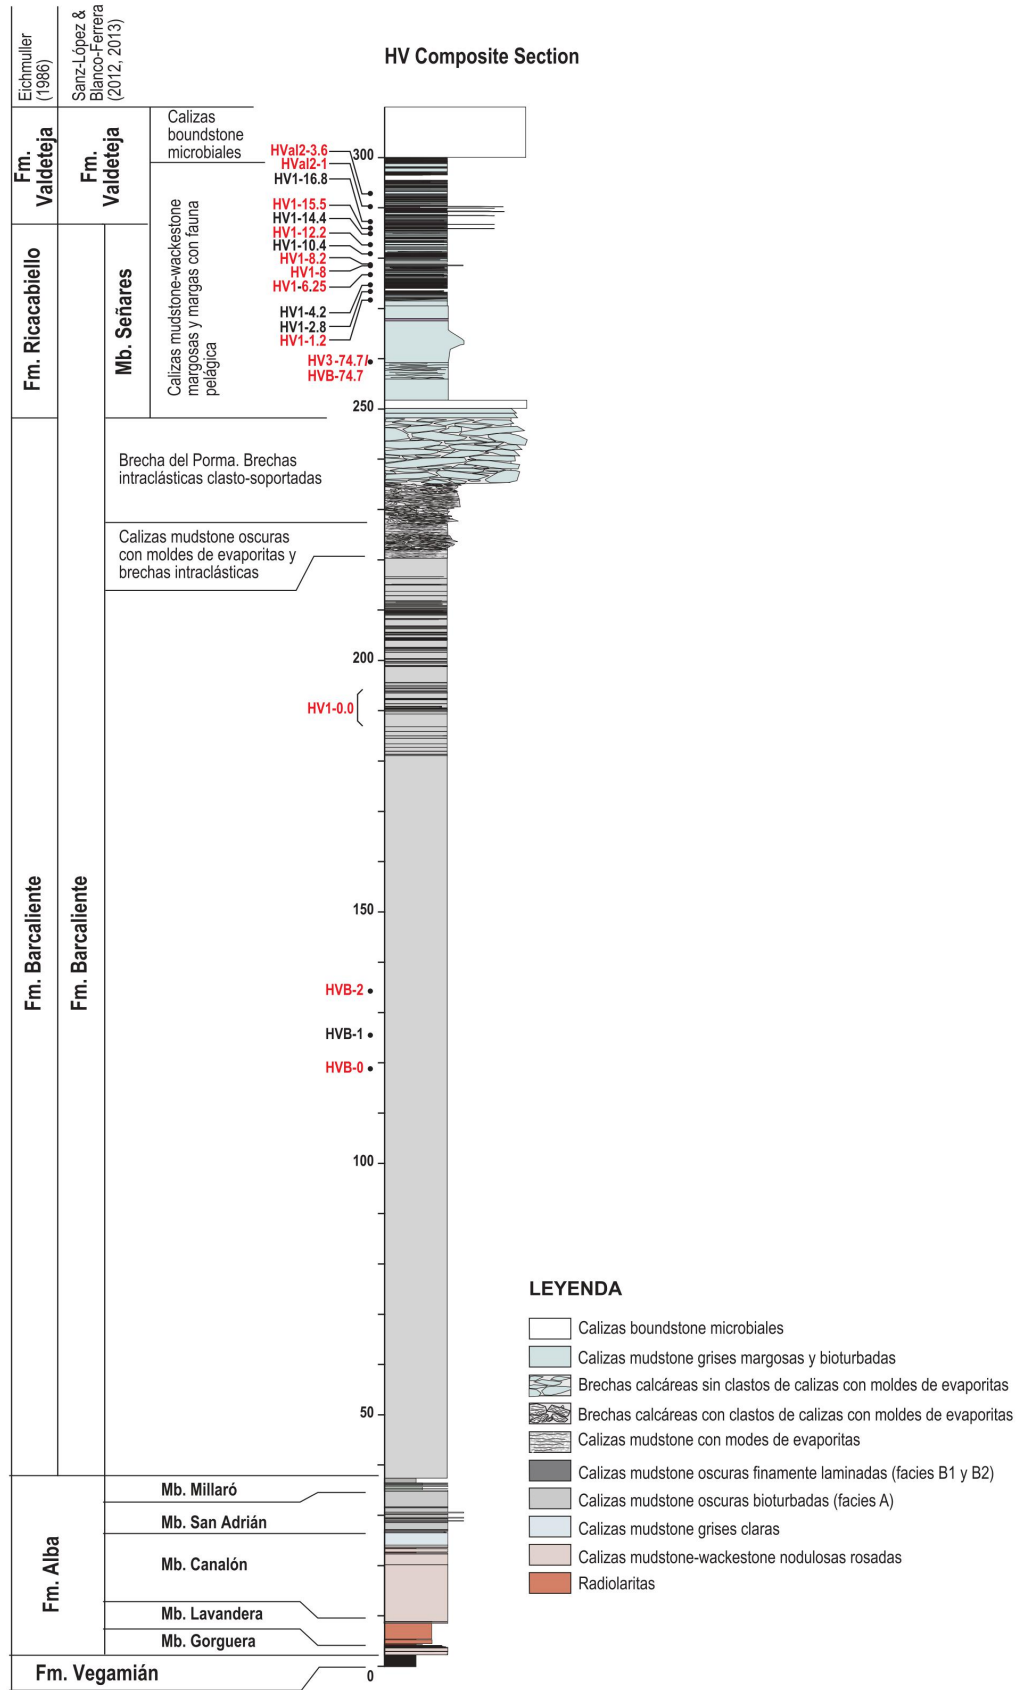 Eichmuller
(1986)
Sanz-López &
Blanco-Ferrera
(2012, 2013)
HV Composite Section
Fm.
Valdeteja
Fm.
Valdeteja
Calizas
boundstone
microbiales
Fm. Ricacabiello
Mb. Señares
Calizas mudstone-wackestone
margosas y margas con fauna
pelágica
HVal2-3.6
HVal2-1
HV1-16.8
HV1-15.5
HV1-14.4
HV1-12.2
HV1-10.4
HV1-8.2
HV1-8
HV1-6.25
HV1-4.2
HV1-2.8
HV1-1.2
HV3-74.7/
HVB-74.7
300
250
Brecha del Porma. Brechas
intraclásticas clasto-soportadas
Calizas mudstone oscuras
con moldes de evaporitas y
brechas intraclásticas
200
HV1-0.0
150
Fm. Barcaliente
Fm. Barcaliente
HVB-2
HVB-1
HVB-0
100
50
Fm. Alba
Mb. Millaró
Mb. San Adrián
Mb. Canalón
Mb. Lavandera
Mb. Gorguera
Fm. Vegamián
0
LEYENDA
Calizas boundstone microbiales
Calizas mudstone grises margosas y bioturbadas
Brechas calcáreas sin clastos de calizas con moldes de evaporitas
Brechas calcáreas con clastos de calizas con moldes de evaporitas
Calizas mudstone con modes de evaporitas
Calizas mudstone oscuras finamente laminadas (facies B1 y B2)
Calizas mudstone oscuras bioturbadas (facies A)
Calizas mudstone grises claras
Calizas mudstone-wackestone nodulosas rosadas
Radiolaritas